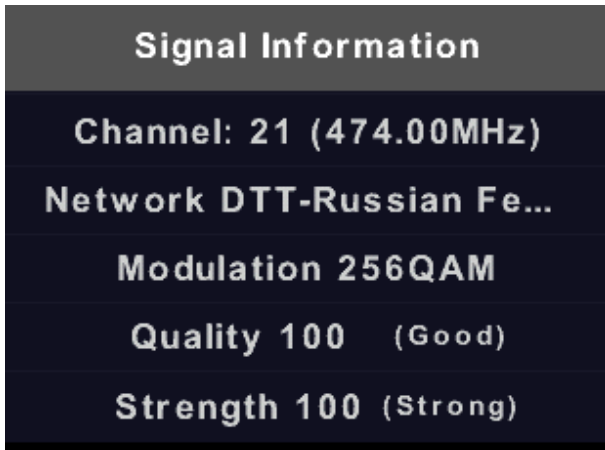 Signal Information
Channel: 21 (474.00MHz)
Network DTT-Russian Fe...
Modulation 256QAM
Quality 100 (Good)
Strength 100 (Strong)